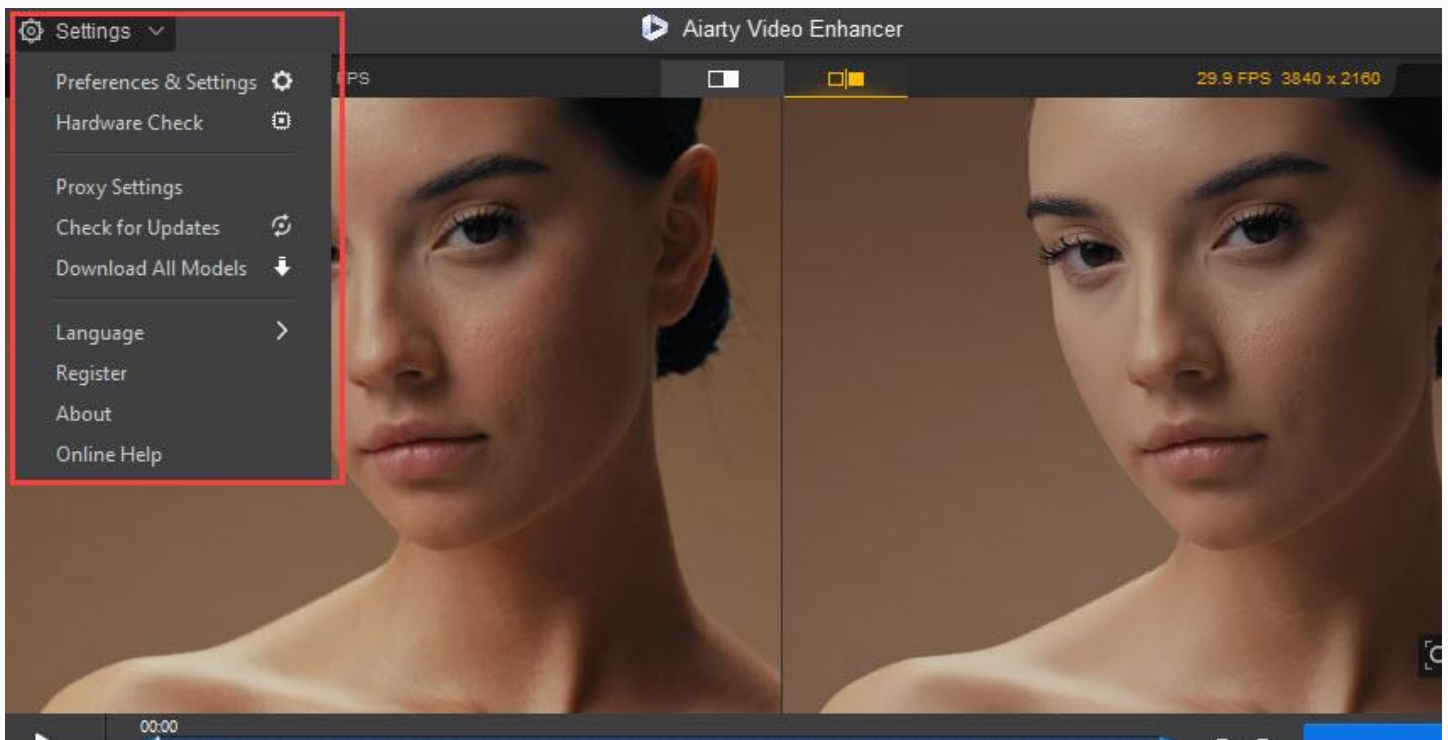 Settings
Aiarty Video Enhancer
FPS
29.9 FPS 3840 x 2160
Preferences & Settings
Hardware Check
Proxy Settings
Check for Updates
Download All Models
Language
Register
About
Online Help
00:00